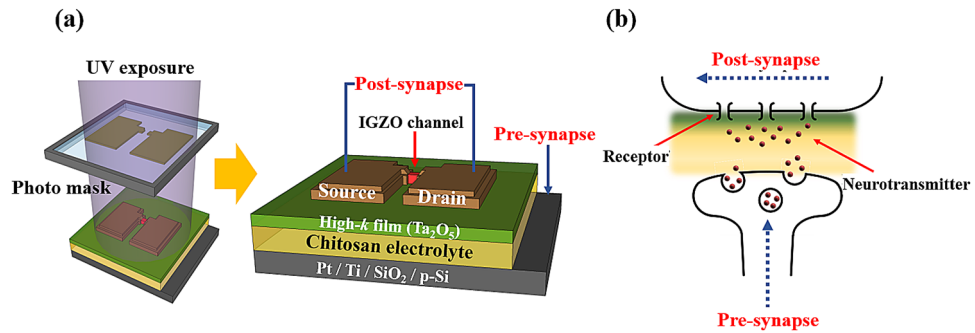 (a)
UV exposure
Photo mask
Post-synapse
IGZO channel
Pre-synapse
Source
Drain
High-k film (Ta₂O₅)
Chitosan electrolyte
Pt / Ti / SiO₂ / p-Si
(b)
Post-synapse
Receptor
Neurotransmitter
Pre-synapse